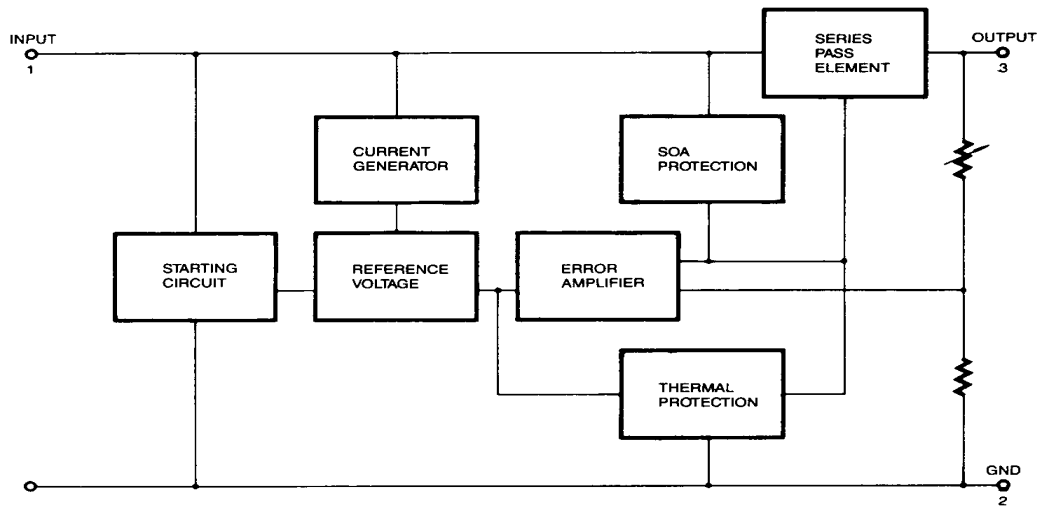 INPUT
1
SERIES
PASS
ELEMENT
OUTPUT
3
CURRENT
GENERATOR
SOA
PROTECTION
STARTING
CIRCUIT
REFERENCE
VOLTAGE
ERROR
AMPLIFIER
THERMAL
PROTECTION
GND
2